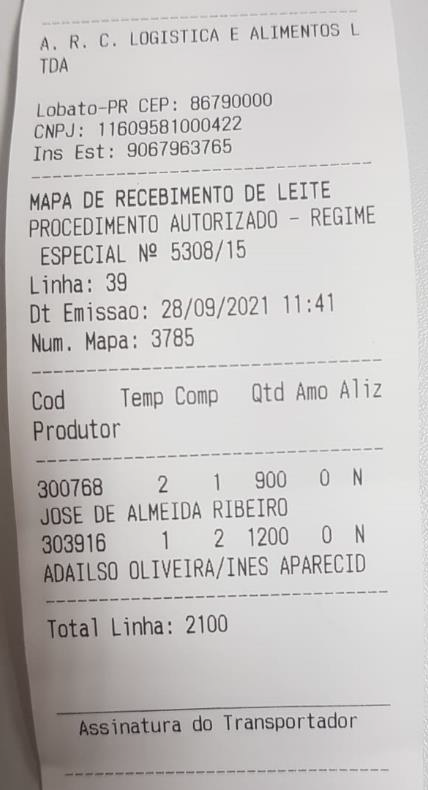 A. R. C. LOGISTICA E ALIMENTOS L
TDA
Lobato-PR CEP: 86790000
CNPJ: 11609581000422
Ins Est: 9067963765
MAPA DE RECEBIMENTO DE LEITE
PROCEDIMENTO AUTORIZADO - REGIME
ESPECIAL Nº 5308/15
Linha: 39
Dt Emissao: 28/09/2021 11:41
Num. Mapa: 3785
Cod Temp Comp Qtd Amo Aliz
Produtor
300768 2 1 900 0 N
JOSE DE ALMEIDA RIBEIRO
303916 1 2 1200 0 N
ADAILSO OLIVEIRA/INES APARECID
Total Linha: 2100
Assinatura do Transportador